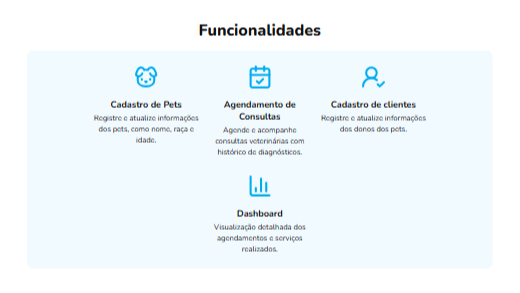 Funcionalidades
Cadastro de Pets
Registre e atualize informações
dos pets, como nome, raça e
idade.
Agendamento de
Consultas
Agende e acompanhe
consultas veterinárias com
histórico de diagnósticos.
Cadastro de clientes
Registre e atualize informações
dos donos dos pets.
Dashboard
Visualização detalhada dos
agendamentos e serviços
realizados.